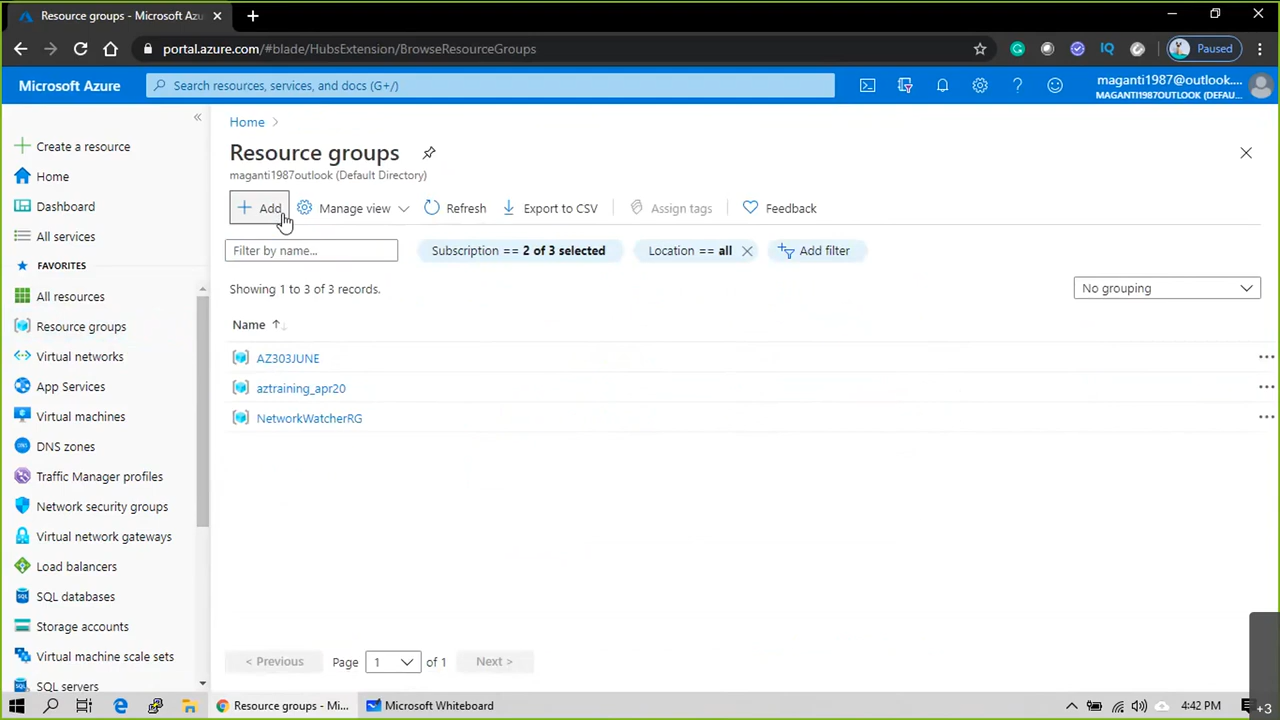 Resource groups - Microsoft Azu
portal.azure.com/#blade/HubsExtension/BrowseResourceGroups
IQ
Paused
Microsoft Azure
Search resources, services, and docs (G+/)
maganti1987@outlook....
MAGANTI1987OUTLOOK (DEFAU...
Create a resource
Home
Dashboard
All services
FAVORITES
All resources
Resource groups
Virtual networks
App Services
Virtual machines
DNS zones
Traffic Manager profiles
Network security groups
Virtual network gateways
Load balancers
SQL databases
Storage accounts
Virtual machine scale sets
SQL servers
Home >
Resource groups
maganti1987outlook (Default Directory)
Add
Manage view
Refresh
Export to CSV
Assign tags
Feedback
Filter by name...
Subscription == 2 of 3 selected
Location == all
Add filter
Showing 1 to 3 of 3 records.
No grouping
Name
AZ303JUNE
aztraining_apr20
NetworkWatcherRG
< Previous
Page 1 of 1
Next >
Resource groups - Mi...
Microsoft Whiteboard
4:42 PM
+3